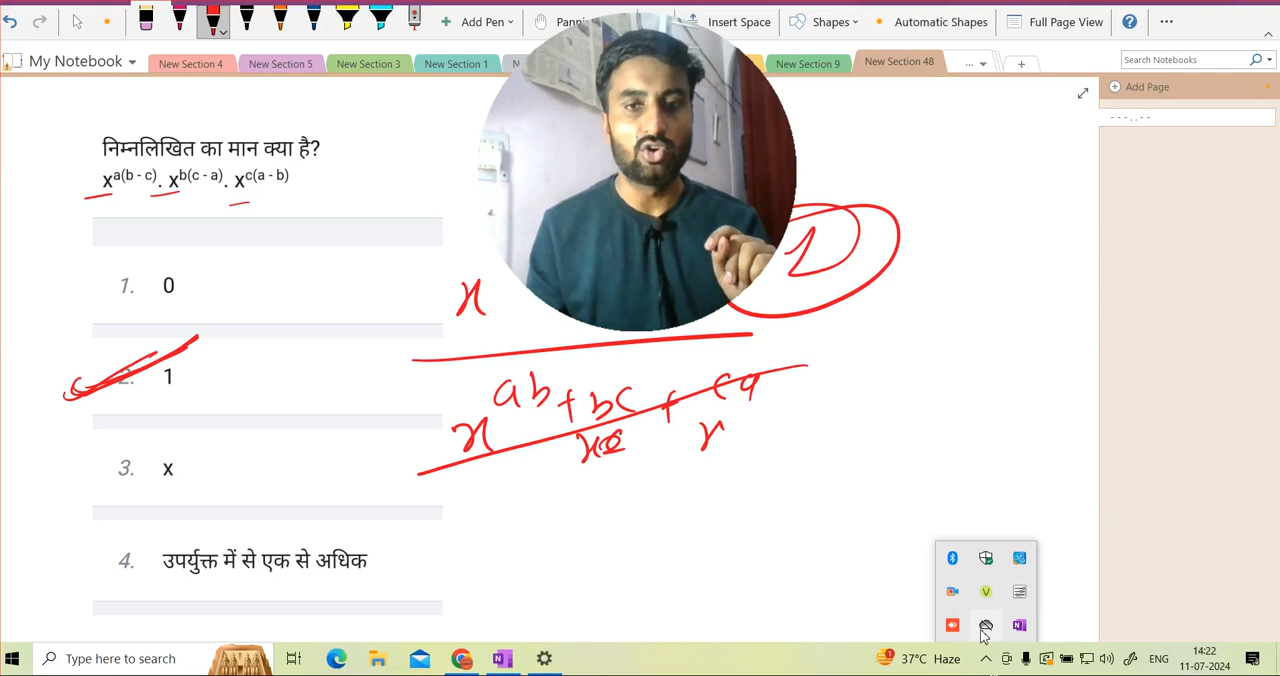 Add Pen
Insert Space
Shapes
Automatic Shapes
Full Page View
My Notebook
New Section 4
New Section 5
New Section 3
New Section 1
New Section 9
New Section 48
...
Search Notebooks
Add Page
निम्नलिखित का मान क्या है?
x^a(b - c). x^b(c - a). x^c(a - b)
1. 0
2. 1
3. x
4. उपर्युक्त में से एक से अधिक
x
1
x ab + bc + ca
Type here to search
37°C Haze
ENG
14:22
11-07-2024